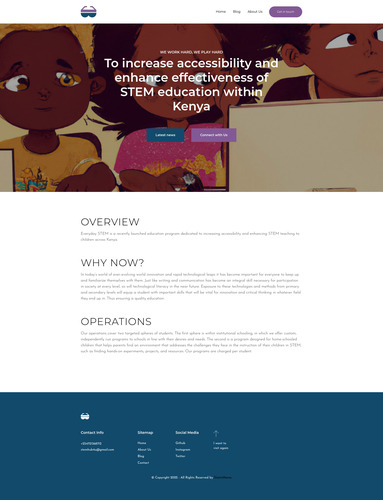 Home Blog About Us Get in touch
WE WORK HARD, WE PLAY HARD
To increase accessibility and
enhance effectiveness of
STEM education within
Kenya
Latest news Contact with Us
OVERVIEW
Everyday STEM is a recently launched education program dedicated to increasing accessibility and enhancing STEM teaching to
children across Kenya.
WHY NOW?
In today's world of ever-evolving world, innovation and rapid technological leaps it has become important for everyone to keep up
and familiarize themselves with them. Just like writing and communication has become an integral skill necessary for participation
in society at every level, so will technological literacy in the near future. Exposure to these technologies and methods from primary
and secondary levels will equip a student with important skills that will be vital for innovation and critical thinking in whatever field
they end up in. Thus ensuring a quality education.
OPERATIONS
Our operations cover two targeted spheres of students. The first sphere is within institutional schooling, in which we offer custom,
independently run programs to schools in line with their desires and needs. The second is a program designed for home-schooled
children that helps parents find an environment that addresses the challenges they face in the instruction of their children in STEM,
such as finding hands-on experiments, projects, and resources. Our programs are charged per student.
Contact Info Sitemap Social Media
Home Github I want to
About Us Instagram visit again.
Blog Twitter
Contact
© Copyright 2022 - All Rights Reserved by